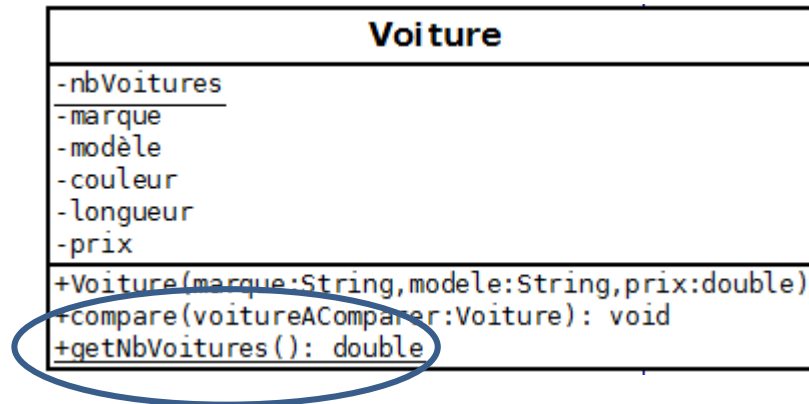 Voiture
-nbVoitures
-marque
-modèle
-couleur
-longueur
-prix
+Voiture(marque:String,modele:String,prix:double)
+compare(voitureAComparer:Voiture): void
+getNbVoitures(): double